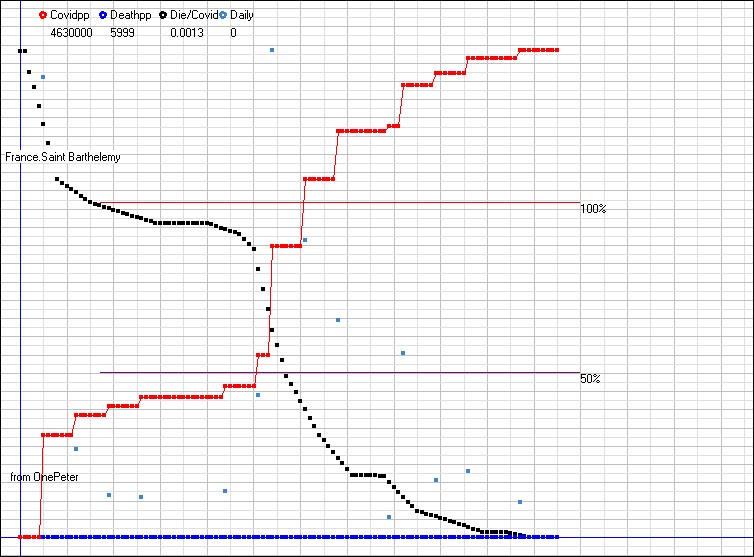 Covidpp Deathpp Die/Covid Daily
4630000 5999 0.0013 0
France.Saint Barthelemy
100%
50%
from OnePeter